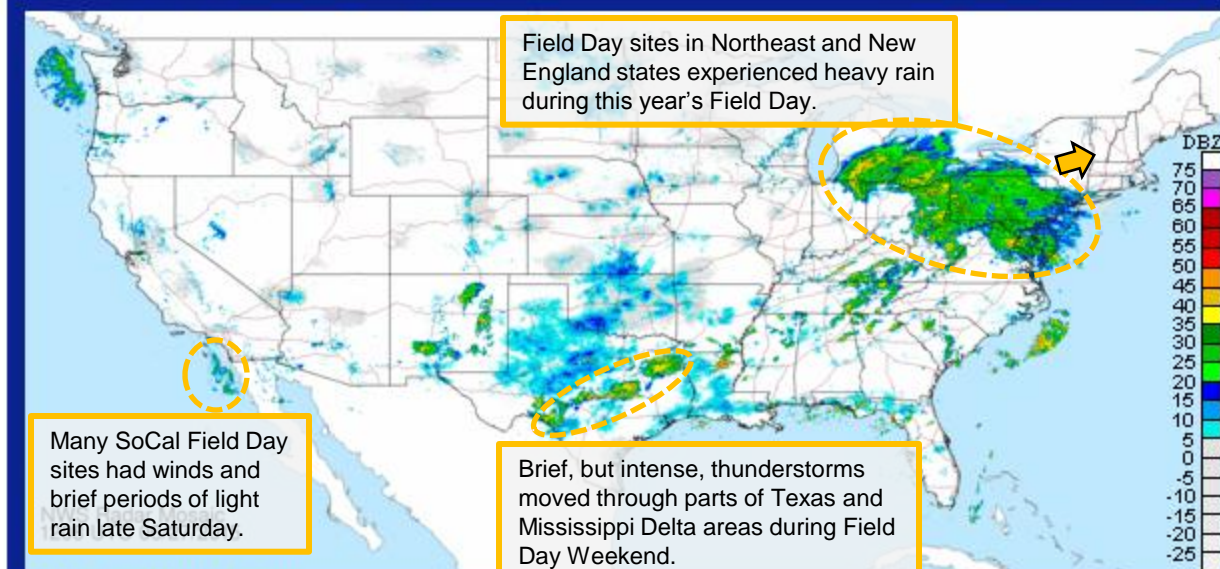 Field Day sites in Northeast and New
England states experienced heavy rain
during this year's Field Day.
DBZ
75
70
65
60
55
50
45
40
35
30
25
20
15
10
5
0
-5
-10
-15
-20
-25
Many SoCal Field Day
sites had winds and
brief periods of light
rain late Saturday.
NWS Radar Mosaic
Brief, but intense, thunderstorms
moved through parts of Texas and
Mississippi Delta areas during Field
Day Weekend.